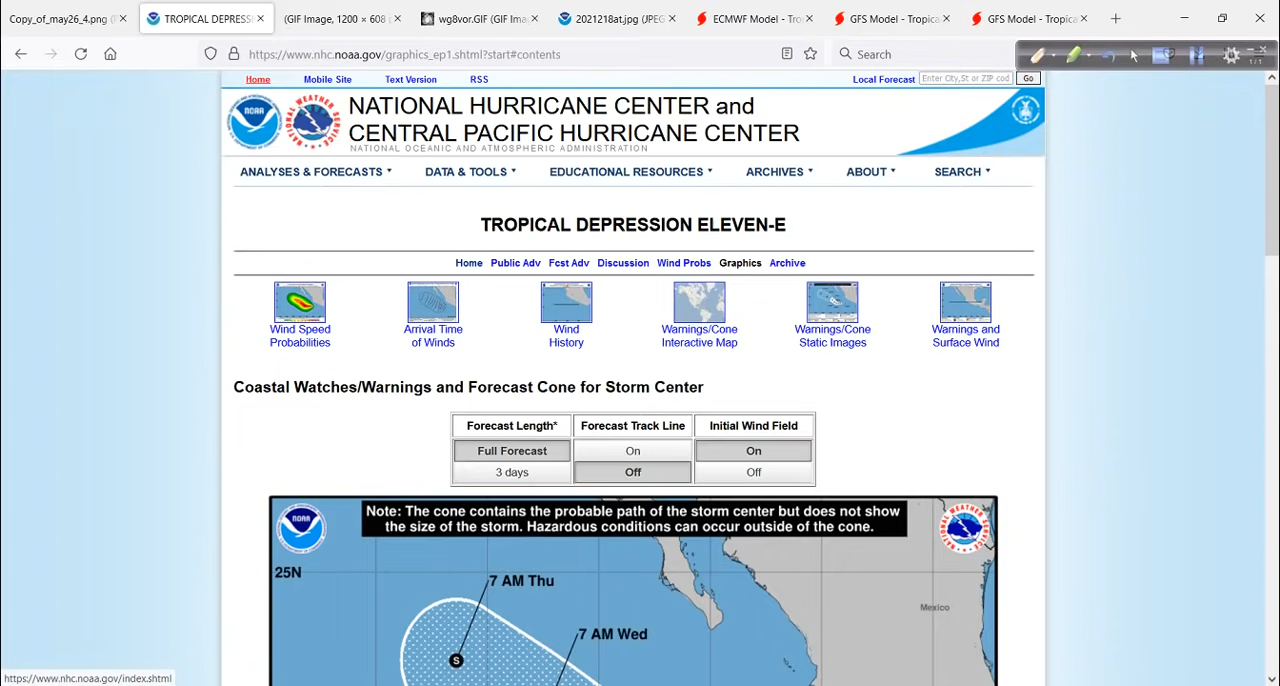 Copy_of_may26_4.png (
TROPICAL DEPRESSI
(GIF Image, 1200 × 608 p
wg8vor.GIF (GIF Ima
2021218at.jpg (JPEG
ECMWF Model - Tropic
GFS Model - Tropical
GFS Model - Tropical
https://www.nhc.noaa.gov/graphics_ep1.shtml?start#contents
Search
1/1
Home
Mobile Site
Text Version
RSS
Local Forecast
Enter City,St or ZIP cod
Go
NOAA
NATIONAL HURRICANE CENTER and
CENTRAL PACIFIC HURRICANE CENTER
NATIONAL OCEANIC AND ATMOSPHERIC ADMINISTRATION
ANALYSES & FORECASTS
DATA & TOOLS
EDUCATIONAL RESOURCES
ARCHIVES
ABOUT
SEARCH
TROPICAL DEPRESSION ELEVEN-E
Home
Public Adv
Fcst Adv
Discussion
Wind Probs
Graphics
Archive
Wind Speed
Probabilities
Arrival Time
of Winds
Wind
History
Warnings/Cone
Interactive Map
Warnings/Cone
Static Images
Warnings and
Surface Wind
Coastal Watches/Warnings and Forecast Cone for Storm Center
Forecast Length*
Forecast Track Line
Initial Wind Field
Full Forecast
On
On
3 days
Off
Off
Note: The cone contains the probable path of the storm center but does not show
the size of the storm. Hazardous conditions can occur outside of the cone.
NOAA
25N
7 AM Thu
Mexico
7 AM Wed
S
https://www.nhc.noaa.gov/index.shtml